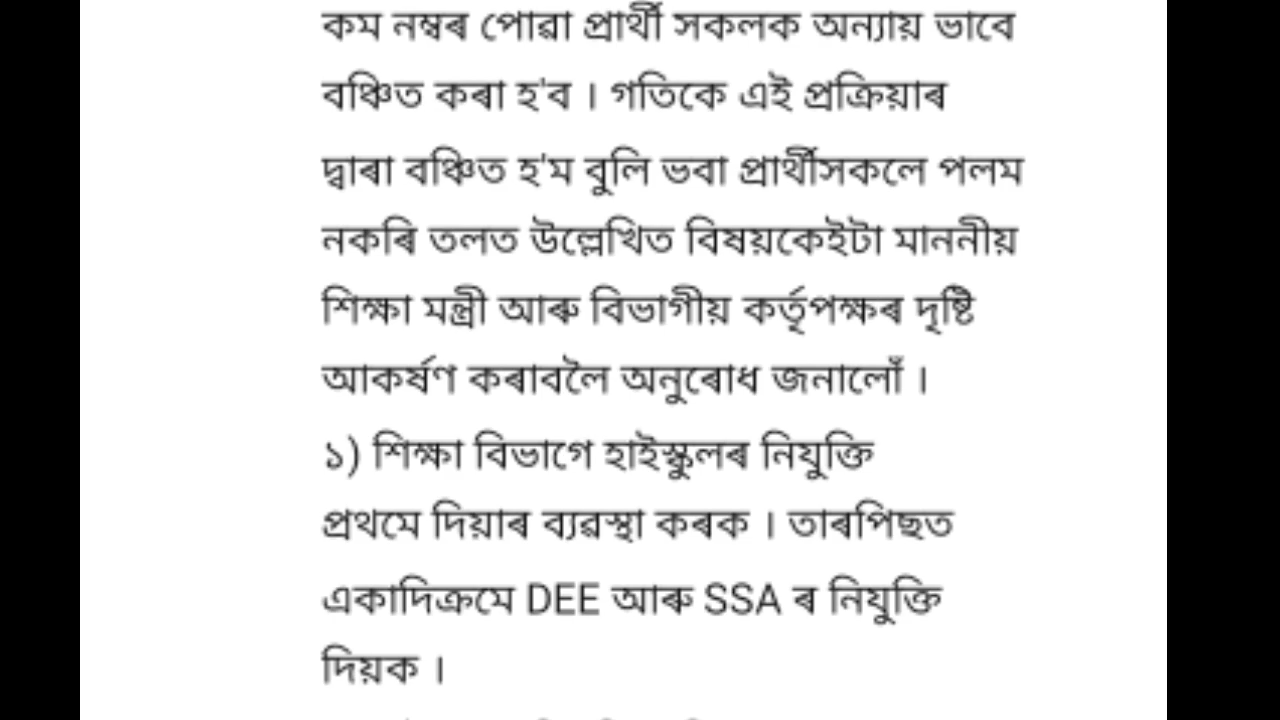 কম নম্বৰ পোৱা প্ৰাৰ্থী সকলক অন্যায় ভাবে
বঞ্চিত কৰা হ'ব । গতিকে এই প্ৰক্ৰিয়াৰ
দ্বাৰা বঞ্চিত হ'ম বুলি ভবা প্ৰাৰ্থীসকলে পলম
নকৰি তলত উল্লেখিত বিষয়কেইটা মাননীয়
শিক্ষা মন্ত্ৰী আৰু বিভাগীয় কৰ্তৃপক্ষৰ দৃষ্টি
আকৰ্ষণ কৰাবলৈ অনুৰোধ জনালোঁ ।
১) শিক্ষা বিভাগে হাইস্কুলৰ নিযুক্তি
প্ৰথমে দিয়াৰ ব্যৱস্থা কৰক । তাৰপিছত
একাদিক্ৰমে DEE আৰু SSA ৰ নিযুক্তি
দিয়ক ।